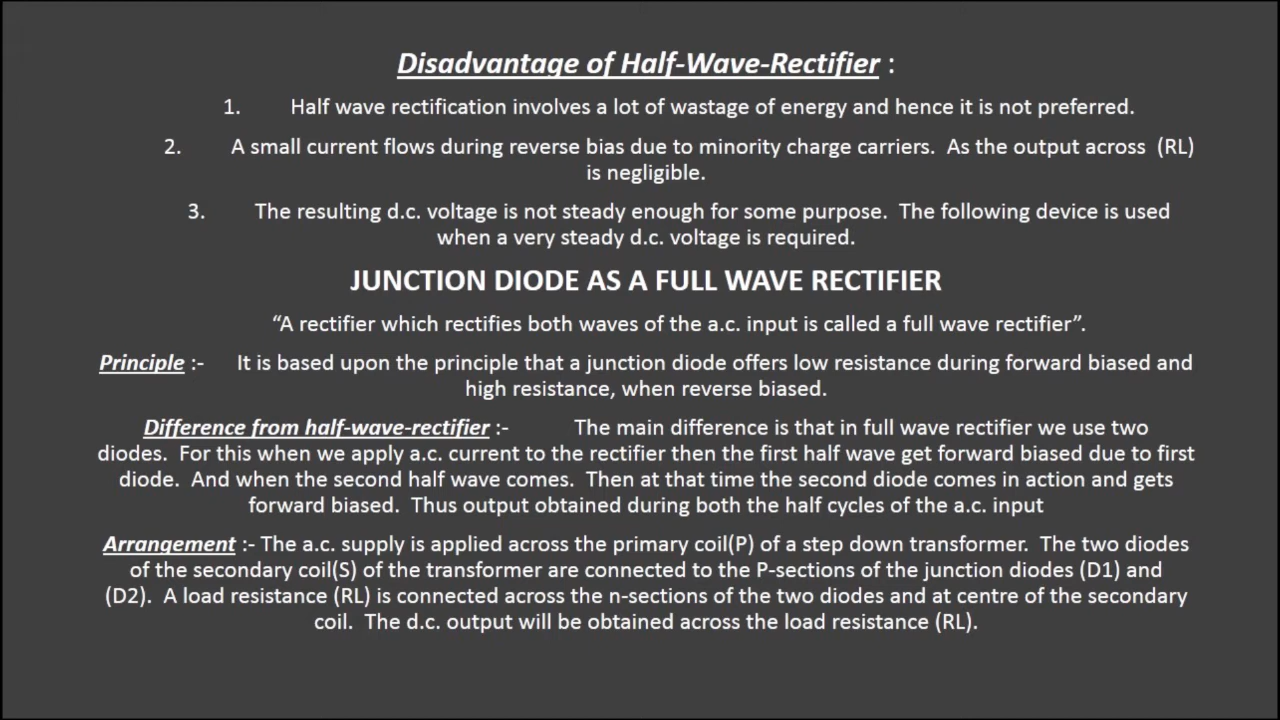 Disadvantage of Half-Wave-Rectifier :
1. Half wave rectification involves a lot of wastage of energy and hence it is not preferred.
2. A small current flows during reverse bias due to minority charge carriers. As the output across (RL)
is negligible.
3. The resulting d.c. voltage is not steady enough for some purpose. The following device is used
when a very steady d.c. voltage is required.
JUNCTION DIODE AS A FULL WAVE RECTIFIER
“A rectifier which rectifies both waves of the a.c. input is called a full wave rectifier”.
Principle :- It is based upon the principle that a junction diode offers low resistance during forward biased and
high resistance, when reverse biased.
Difference from half-wave-rectifier :- The main difference is that in full wave rectifier we use two
diodes. For this when we apply a.c. current to the rectifier then the first half wave get forward biased due to first
diode. And when the second half wave comes. Then at that time the second diode comes in action and gets
forward biased. Thus output obtained during both the half cycles of the a.c. input
Arrangement :- The a.c. supply is applied across the primary coil(P) of a step down transformer. The two diodes
of the secondary coil(S) of the transformer are connected to the P-sections of the junction diodes (D1) and
(D2). A load resistance (RL) is connected across the n-sections of the two diodes and at centre of the secondary
coil. The d.c. output will be obtained across the load resistance (RL).